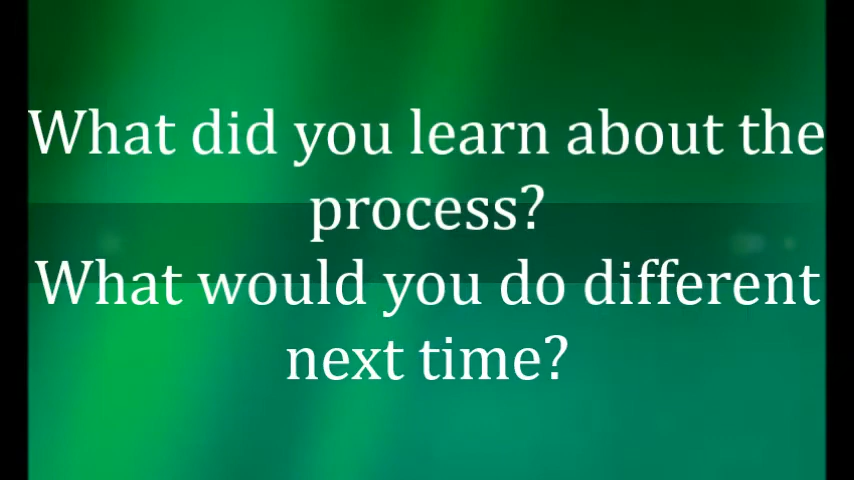 What did you learn about the
process?
What would you do different
next time?